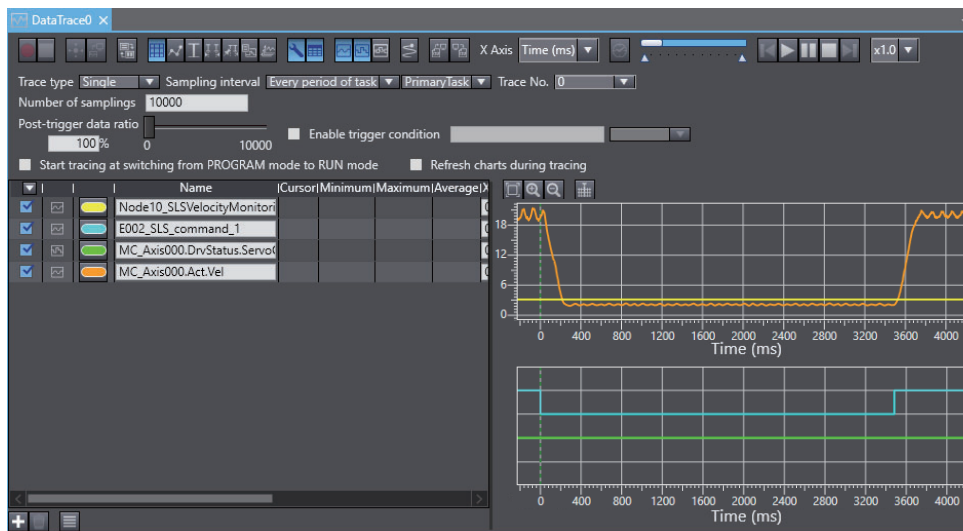 DataTrace0
X Axis Time (ms) x1.0
Trace type Single Sampling interval Every period of task PrimaryTask Trace No. 0
Number of samplings 10000
Post-trigger data ratio
100 % 0 10000
Enable trigger condition
Start tracing at switching from PROGRAM mode to RUN mode Refresh charts during tracing
Name Cursor Minimum Maximum Average X
Node10_SLSVelocityMonitori
E002_SLS_command_1
MC_Axis000.DrvStatus.Servo
MC_Axis000.Act.Vel
18
12
6
0
0 400 800 1200 1600 2000 2400 2800 3200 3600 4000
Time (ms)
0 400 800 1200 1600 2000 2400 2800 3200 3600 4000
Time (ms)